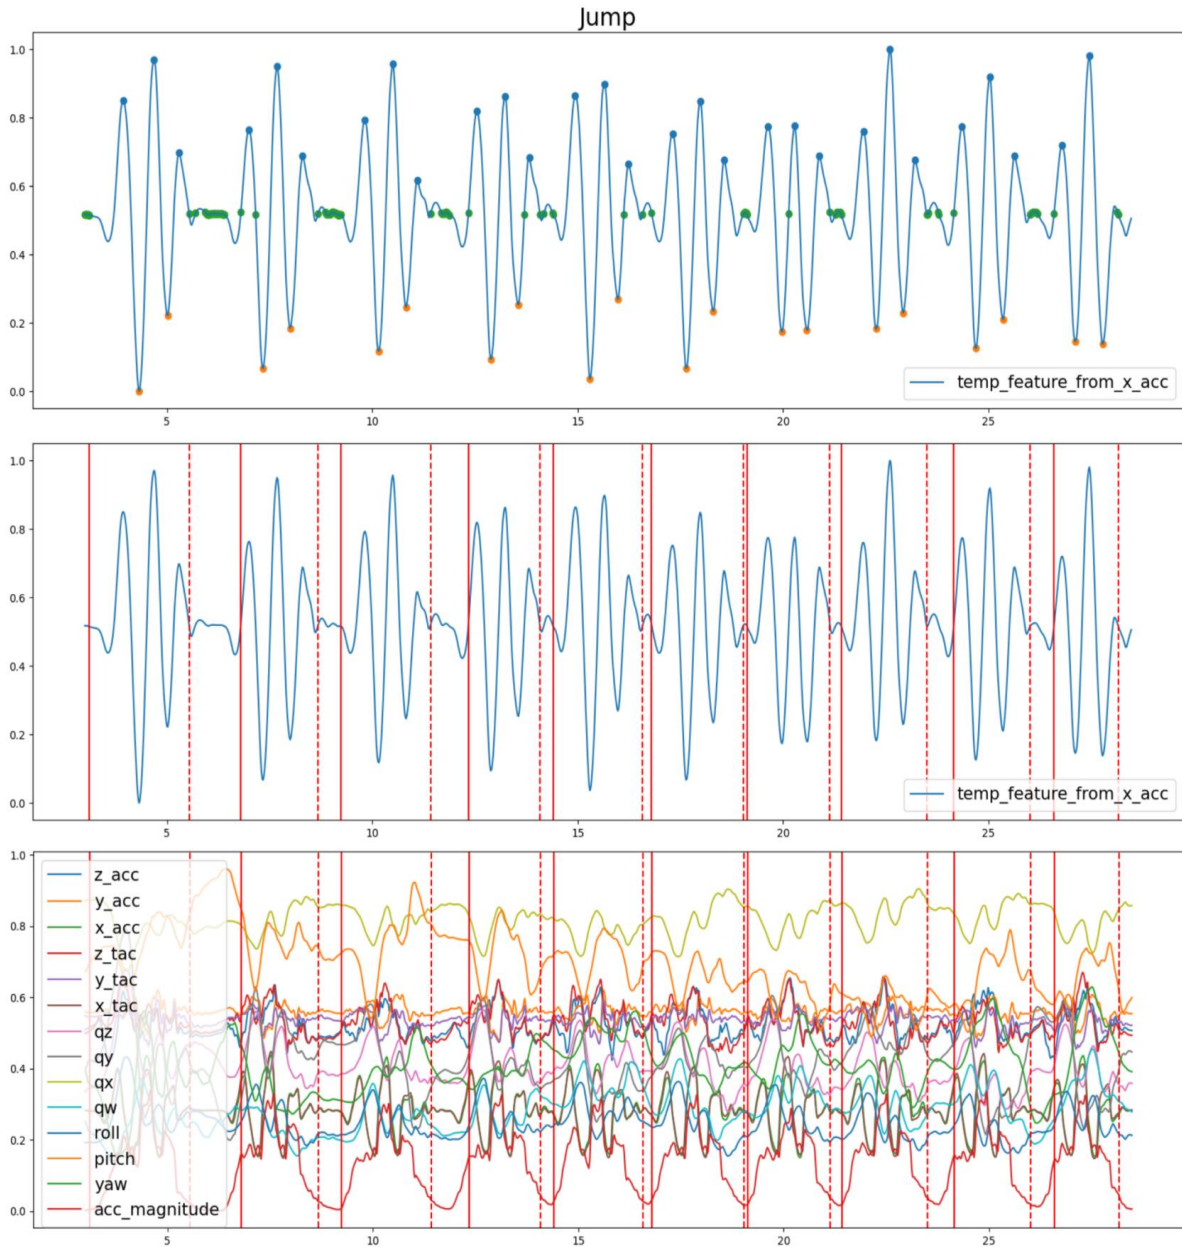 Jump
1.0
0.8
0.6
0.4
0.2
0.0
temp_feature_from_x_acc
5 10 15 20 25
1.0
0.8
0.6
0.4
0.2
0.0
temp_feature_from_x_acc
5 10 15 20 25
1.0
0.8
0.6
0.4
0.2
0.0
z_acc
y_acc
x_acc
z_tac
y_tac
x_tac
qz
qy
qx
qw
roll
pitch
yaw
acc_magnitude
5 10 15 20 25